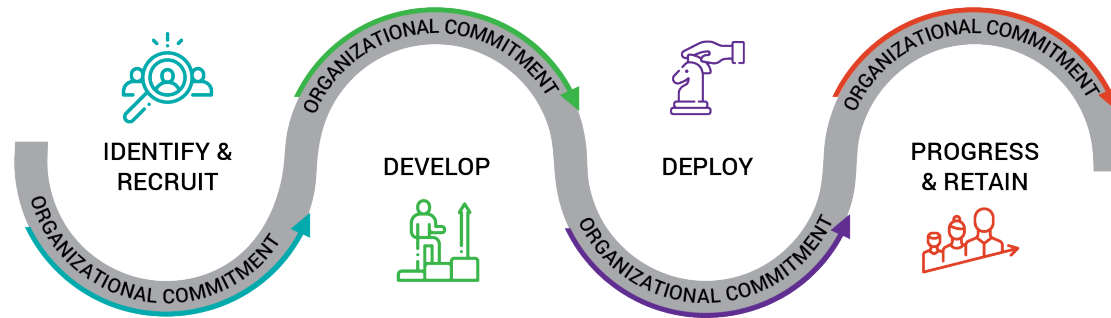 ORGANIZATIONAL COMMITMENT
IDENTIFY &
RECRUIT
ORGANIZATIONAL COMMITMENT
DEVELOP
ORGANIZATIONAL COMMITMENT
DEPLOY
ORGANIZATIONAL COMMITMENT
PROGRESS
& RETAIN